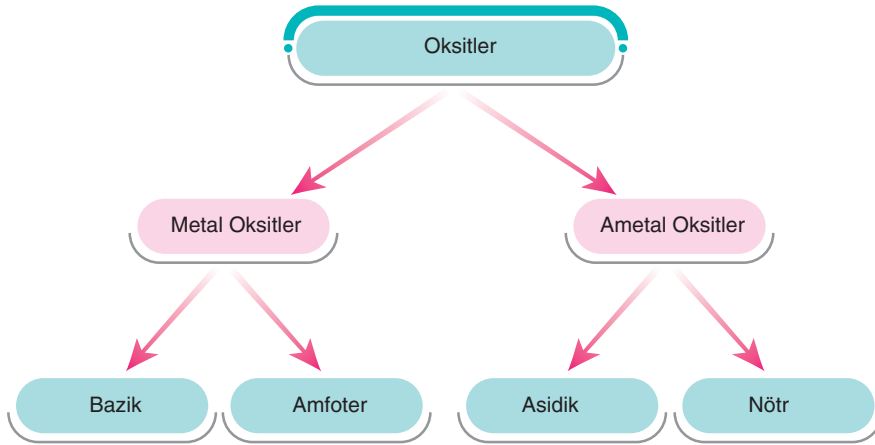 Oksitler
Metal Oksitler
Ametal Oksitler
Bazik
Amfoter
Asidik
Nötr